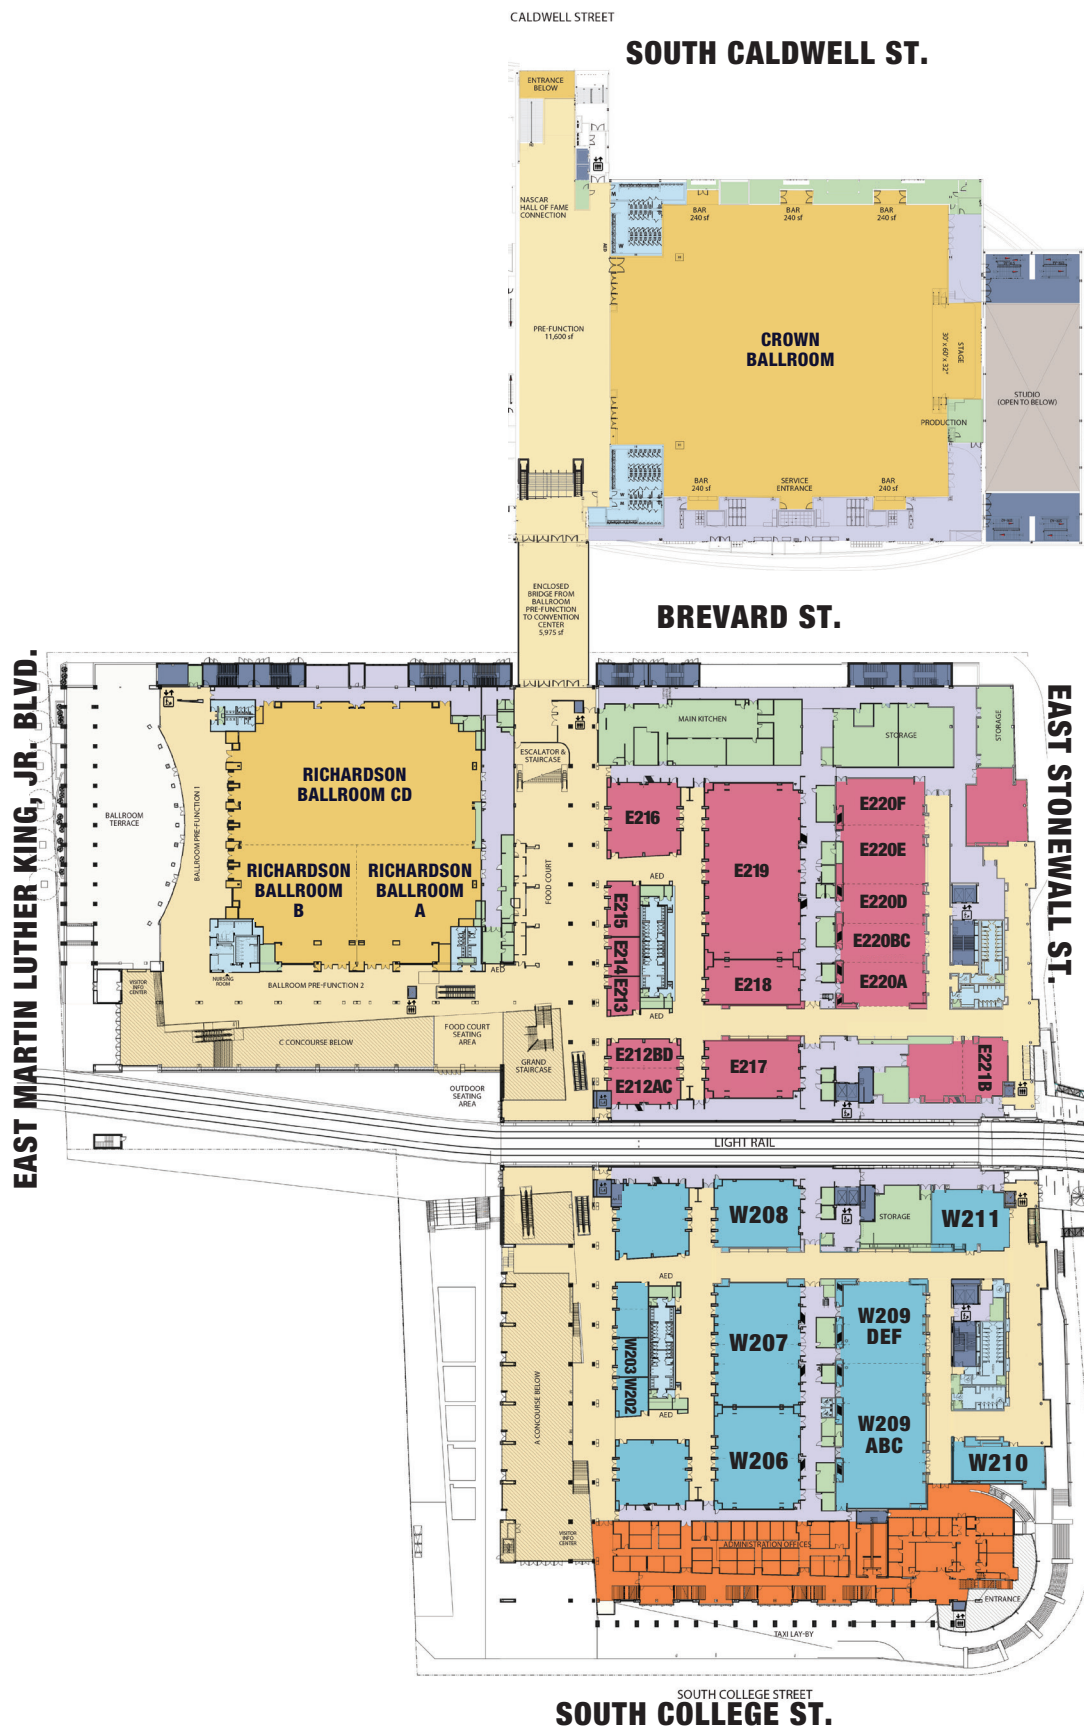 CALDWELL STREET
SOUTH CALDWELL ST.
ENTRANCE
BELOW
NASCAR
HALL OF FAME
CONNECTION
M
W
AED
BAR
240 sf
BAR
240 sf
BAR
240 sf
PRE-FUNCTION
11,600 sf
CROWN
BALLROOM
STAGE
30' x 60' x 32"
STUDIO
(OPEN TO BELOW)
PRODUCTION
BAR
240 sf
SERVICE
ENTRANCE
BAR
240 sf
W
M
ENCLOSED
BRIDGE FROM
BALLROOM
PRE-FUNCTION
TO CONVENTION
CENTER
5,975 sf
BREVARD ST.
EAST MARTIN LUTHER KING, JR. BLVD.
EAST STONEWALL ST.
MAIN KITCHEN
STORAGE
STORAGE
ESCALATOR &
STAIRCASE
RICHARDSON
BALLROOM CD
BALLROOM
TERRACE
BALLROOM PRE-FUNCTION 1
RICHARDSON
BALLROOM
B
RICHARDSON
BALLROOM
A
FOOD COURT
E216
E219
E220F
E220E
E220D
E220BC
E220A
AED
E215
E214
E213
E218
AED
AED
NURSING
ROOM
VISITOR
INFO
CENTER
BALLROOM PRE-FUNCTION 2
C CONCOURSE BELOW
FOOD COURT
SEATING
AREA
GRAND
STAIRCASE
OUTDOOR
SEATING
AREA
E212BD
E212AC
E217
E221B
LIGHT RAIL
W208
STORAGE
W211
AED
W207
W209
DEF
W203
W202
A CONCOURSE BELOW
AED
W206
W209
ABC
W210
VISITOR
INFO
CENTER
ADMINISTRATION OFFICES
ENTRANCE
TAXI LAY-BY
SOUTH COLLEGE STREET
SOUTH COLLEGE ST.